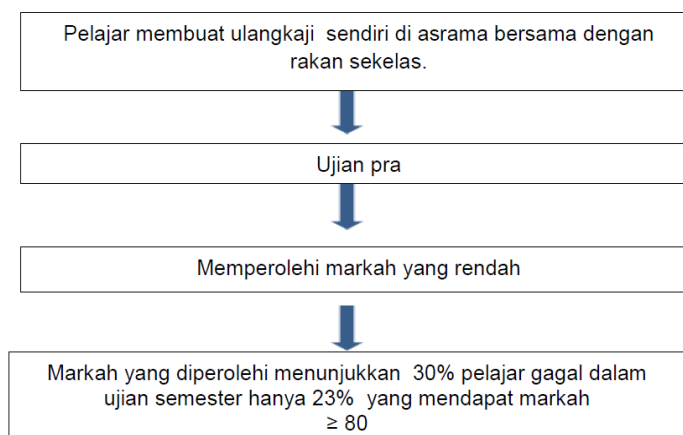 Pelajar membuat ulangkaji sendiri di asrama bersama dengan
rakan sekelas.
Ujian pra
Memperolehi markah yang rendah
Markah yang diperolehi menunjukkan 30% pelajar gagal dalam
ujian semester hanya 23% yang mendapat markah
≥ 80